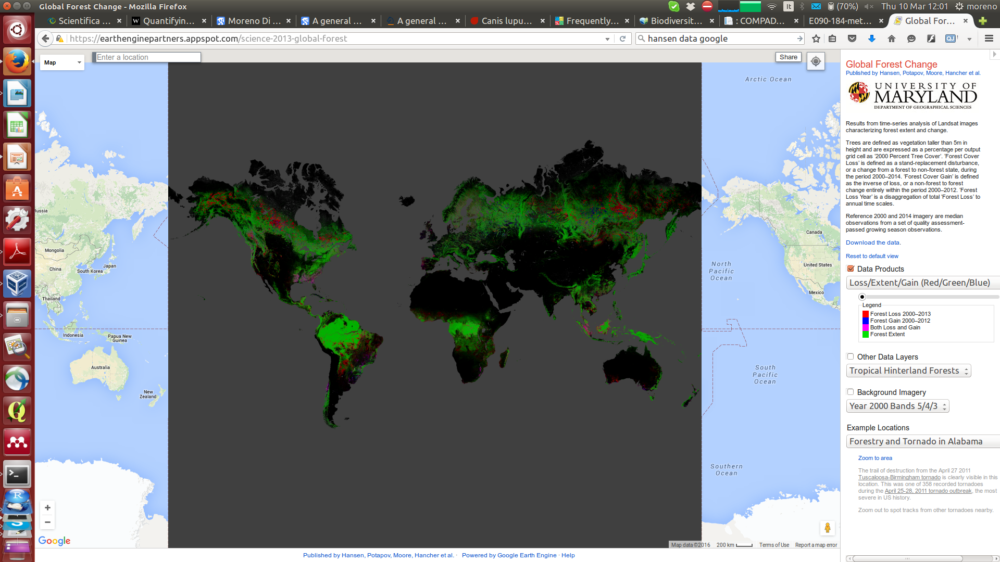 Global Forest Change - Mozilla Firefox
It
(70%)
Thu 10 Mar 12:01
moreno
Scientifica ...
Quantifyin...
Moreno Di ...
A general ...
A general ...
Canis lupu...
Frequently...
Biodiversit...
: COMPAD...
E090-184-met...
Global For...
https://earthenginepartners.appspot.com/science-2013-global-forest
hansen data google
Map
Enter a location
Share
Arctic Ocean
Russia
Mongolia
China
South Korea
Japan
Thailand
Indonesia
Papua New
Guinea
Australia
New
Zealand
Canada
United States
Mexico
North
Pacific
Ocean
South
Pacific
Ocean
Southern
Ocean
Google
Map data ©2016
200 km
Terms of Use
Report a map error
Published by Hansen, Potapov, Moore, Hancher et al. · Powered by Google Earth Engine · Help
Global Forest Change
Published by Hansen, Potapov, Moore, Hancher et al.
UNIVERSITY OF
MARYLAND
DEPARTMENT OF GEOGRAPHICAL SCIENCES
Results from time-series analysis of Landsat images
characterizing forest extent and change.
Trees are defined as vegetation taller than 5m in
height and are expressed as a percentage per output
grid cell as '2000 Percent Tree Cover'. 'Forest Cover
Loss' is defined as a stand-replacement disturbance,
or a change from a forest to non-forest state, during
the period 2000–2014. 'Forest Cover Gain' is defined
as the inverse of loss, or a non-forest to forest
change entirely within the period 2000–2012. 'Forest
Loss Year' is a disaggregation of total 'Forest Loss' to
annual time scales.
Reference 2000 and 2014 imagery are median
observations from a set of quality assessment-
passed growing season observations.
Download the data.
Reset to default view
Data Products
Loss/Extent/Gain (Red/Green/Blue)
Legend
Forest Loss 2000–2013
Forest Gain 2000–2012
Both Loss and Gain
Forest Extent
Other Data Layers
Tropical Hinterland Forests
Background Imagery
Year 2000 Bands 5/4/3
Example Locations
Forestry and Tornado in Alabama
Zoom to area
The trail of destruction from the April 27 2011
Tuscaloosa-Birmingham tornado is clearly visible in this
location. This was one of 358 recorded tornadoes
during the April 25-28, 2011 tornado outbreak, the most
severe in US history.
Zoom out to spot tracks from other tornadoes nearby.